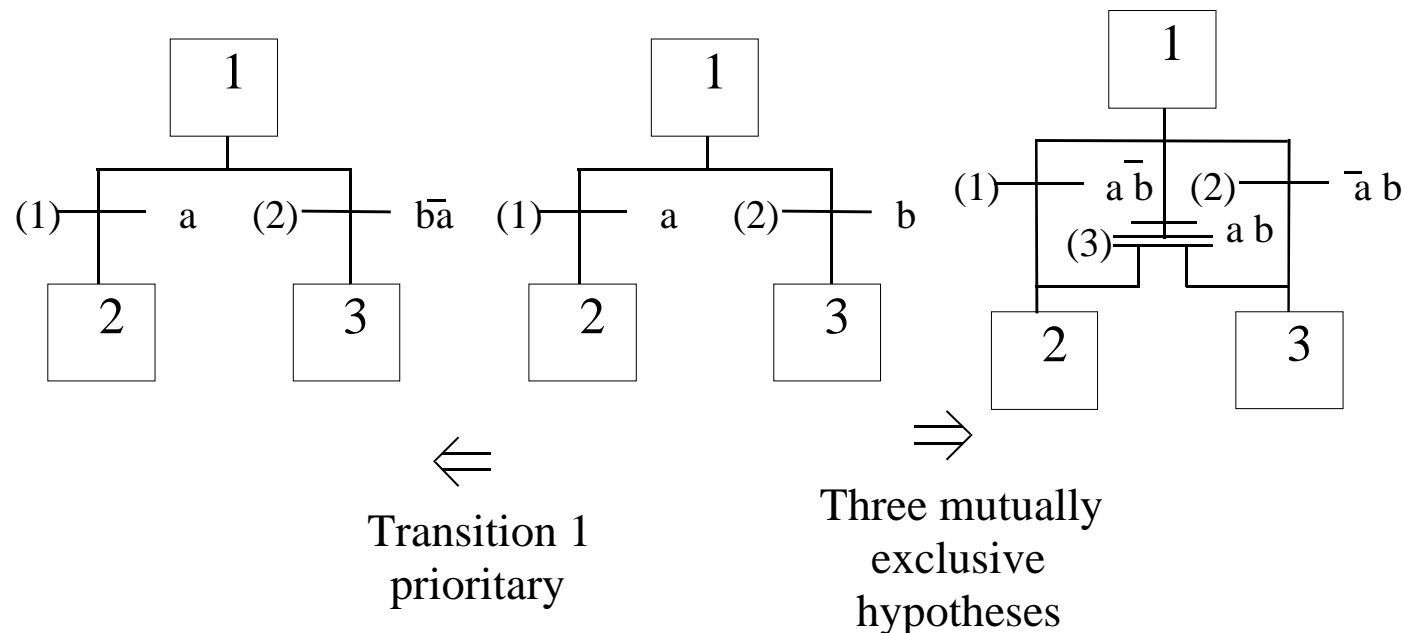 1
1
1
(1) a (2) bā
(1) a (2) b
(1) a b̄ (2) ā b
(3) a b
2 3
2 3
2 3
⇐
⇒
Transition 1
prioritary
Three mutually
exclusive
hypotheses